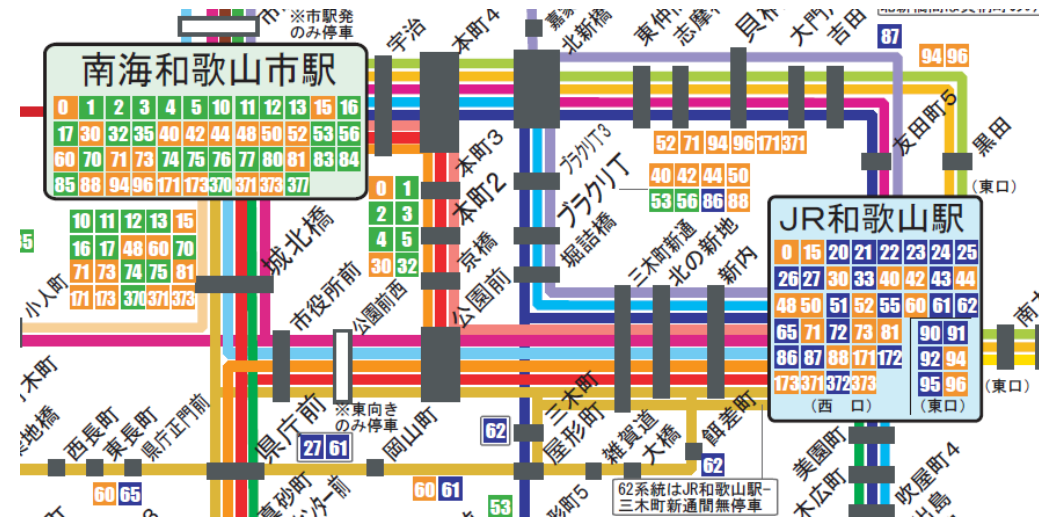 ※市駅発
のみ停車
宇治
本町4
北新橋
東仲
志摩
大門
吉田
87
94 96
南海和歌山市駅
0 1 2 3 4 5 10 11 12 13 15 16
17 30 32 35 40 42 44 48 50 52 53 56
60 70 71 73 74 75 76 77 80 81 83 84
85 88 94 96 171 173 370 371 373 377
本町3
本町2
京橋
公園前
0 1
2 3
4 5
30 32
ブラクリ丁3
ブラクリ丁
堀詰橋
52 71 94 96 171 371
40 42 44 50
53 56 86 88
友田町5
黒田
(東口)
10 11 12 13 15
16 17 48 60 70
71 73 74 75 81
171 173 370 371 373
城北橋
小人町
市役所前
公園前西
三木町新通
北の新地
新内
JR和歌山駅
0 15 20 21 22 23 24 25
26 27 30 33 40 42 43 44
48 50 51 52 55 60 61 62
65 71 72 73 81
86 87 88 171 172
173 371 372 373
(西 口)
90 91
92 94
95 96
(東口)
(東口)
木町
西長町
東長町
県庁正門前
県庁前
※東向き
のみ停車
27 61
岡山町
62
三木町
屋形町
雑賀道
大橋
餌差町
62
60 65
60 61
53
形町5
62系統はJR和歌山駅−
三木町新通間無停車
美園町
木広町
吹屋町4
出島